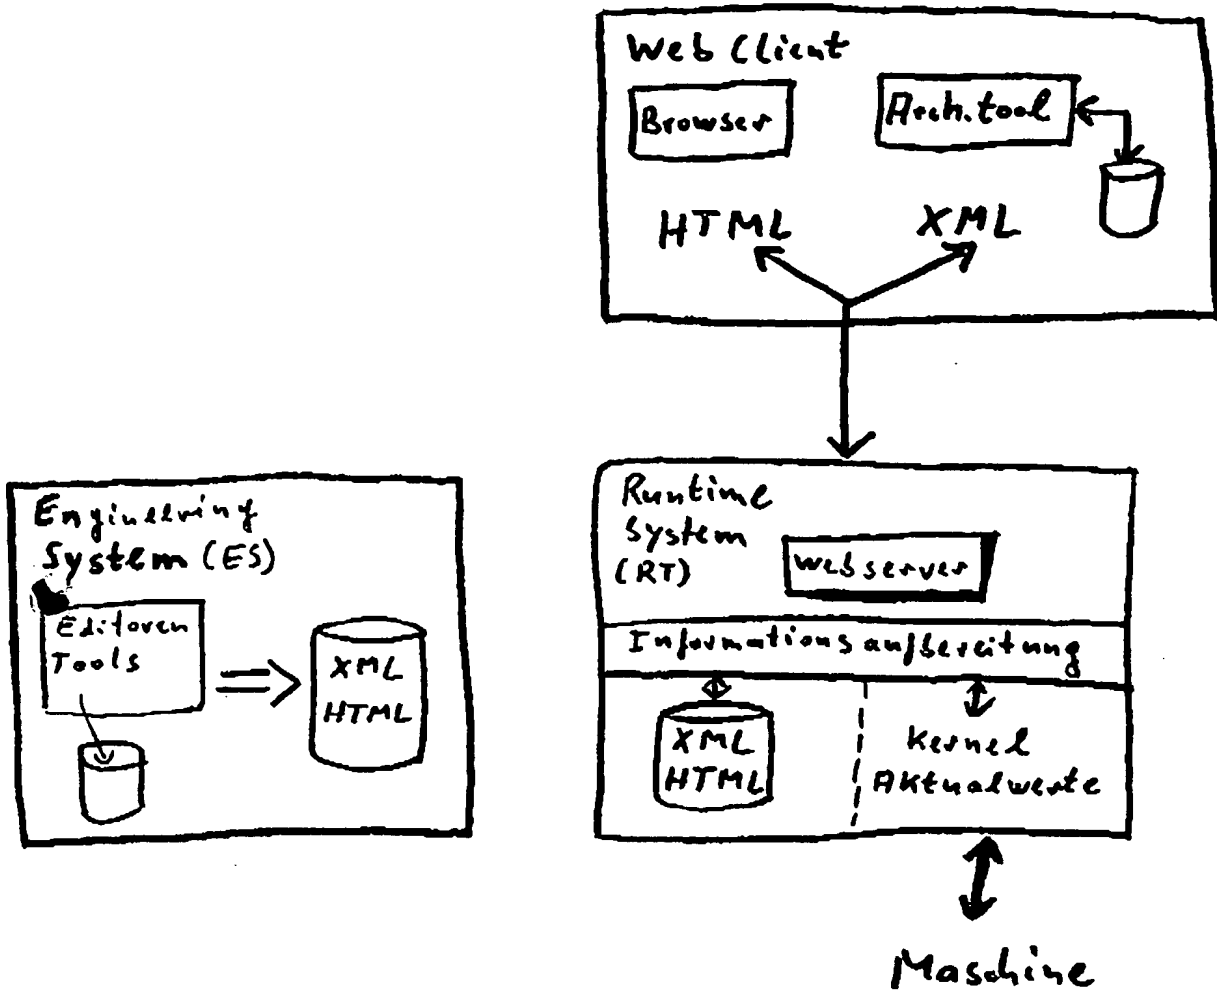 Web Client
Browser
Arch.tool
HTML
XML
Engineering
System (ES)
Editoren
Tools
XML
HTML
Runtime
System
(RT)
Webserver
Informationsaufbereitung
XML
HTML
Kernel
Aktualwerte
Maschine